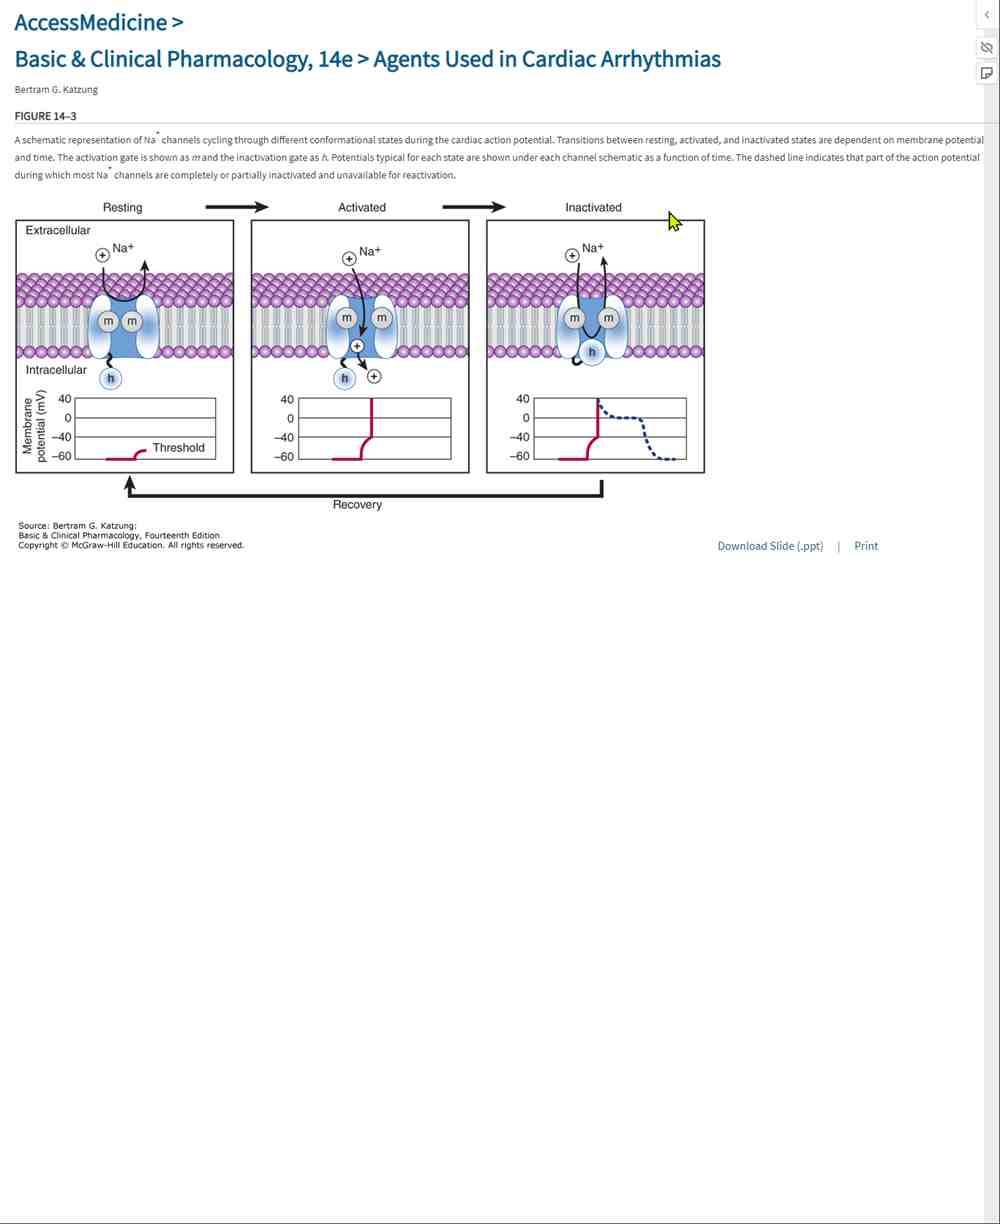 AccessMedicine >
Basic & Clinical Pharmacology, 14e > Agents Used in Cardiac Arrhythmias
Bertram G. Katzung
FIGURE 14–3
A schematic representation of Na+ channels cycling through different conformational states during the cardiac action potential. Transitions between resting, activated, and inactivated states are dependent on membrane potential
and time. The activation gate is shown as m and the inactivation gate as h. Potentials typical for each state are shown under each channel schematic as a function of time. The dashed line indicates that part of the action potential
during which most Na+ channels are completely or partially inactivated and unavailable for reactivation.
Resting
Activated
Inactivated
Extracellular
+ Na+
+ Na+
+ Na+
m m
m m
m m
+
h
Intracellular
h
h +
Membrane
potential (mV)
40
0
–40
–60
Threshold
40
0
–40
–60
40
0
–40
–60
Recovery
Source: Bertram G. Katzung:
Basic & Clinical Pharmacology, Fourteenth Edition
Copyright © McGraw-Hill Education. All rights reserved.
Download Slide (.ppt) | Print